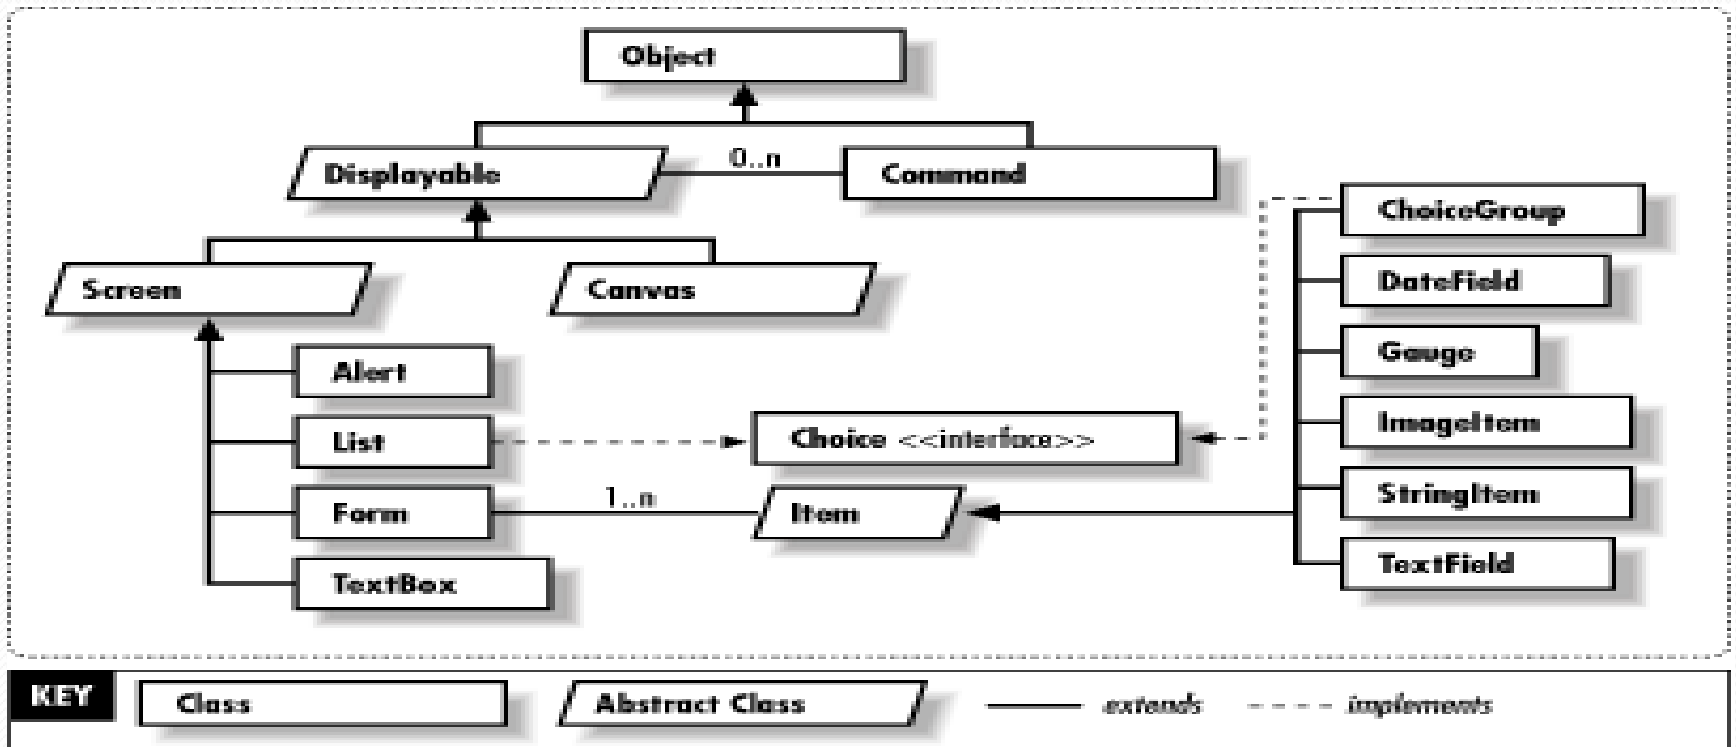 Object
Displayable
0..n
Command
Screen
Canvas
Alert
List
Form
TextBox
Choice <<interface>>
1..n
Item
ChoiceGroup
DateField
Gauge
ImageItem
StringItem
TextField
KEY
Class
Abstract Class
extends
implements